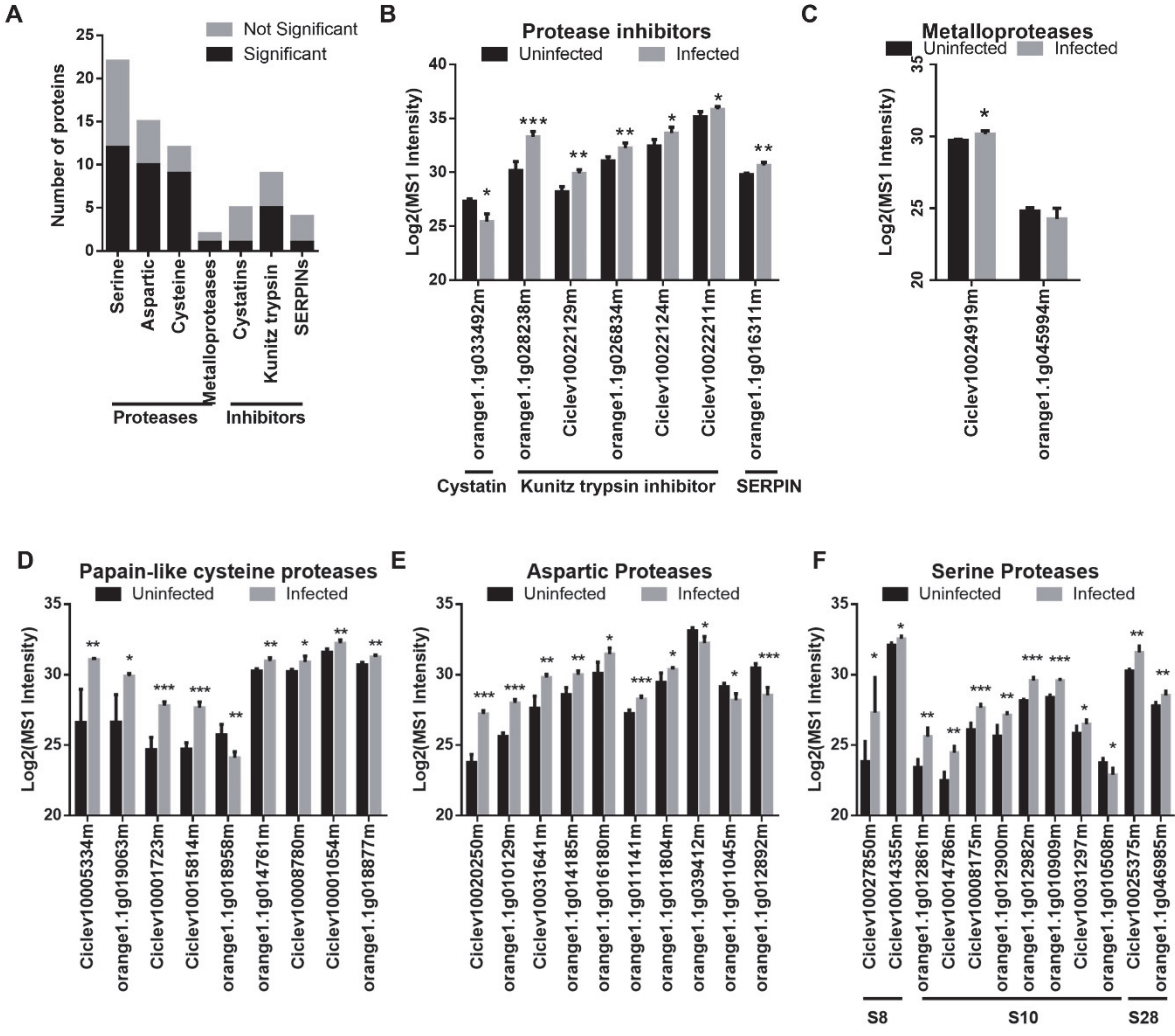 A
Not Significant
Significant
Number of proteins
25
20
15
10
5
0
Serine
Aspartic
Cysteine
Metalloproteases
Cystatins
Kunitz trypsin
SERPINs
Proteases
Inhibitors
B
Protease inhibitors
Uninfected
Infected
Log2(MS1 Intensity)
40
35
30
25
20
*
***
**
**
*
*
**
orange1.1g033492m
orange1.1g028238m
Ciclev10022129m
orange1.1g026834m
Ciclev10022124m
Ciclev10022211m
orange1.1g016311m
Cystatin
Kunitz trypsin inhibitor
SERPIN
C
Metalloproteases
Uninfected
Infected
Log2(MS1 Intensity)
35
30
25
20
*
Ciclev10024919m
orange1.1g045994m
D
Papain-like cysteine proteases
Uninfected
Infected
Log2(MS1 Intensity)
35
30
25
20
**
*
***
***
**
**
*
**
**
Ciclev10005334m
orange1.1g019063m
Ciclev10001723m
Ciclev10015814m
orange1.1g018958m
orange1.1g014761m
Ciclev10008780m
Ciclev10001054m
orange1.1g018877m
E
Aspartic Proteases
Uninfected
Infected
Log2(MS1 Intensity)
35
30
25
20
***
***
**
**
*
***
*
*
*
***
Ciclev10020250m
orange1.1g010129m
Ciclev10031641m
orange1.1g014185m
orange1.1g016180m
orange1.1g011141m
orange1.1g011804m
orange1.1g039412m
orange1.1g011045m
orange1.1g012892m
F
Serine Proteases
Uninfected
Infected
Log2(MS1 Intensity)
35
30
25
20
*
*
**
**
***
**
***
***
*
*
**
**
Ciclev10027850m
Ciclev10014355m
orange1.1g012861m
Ciclev10014786m
Ciclev10008175m
orange1.1g012900m
orange1.1g012982m
orange1.1g010909m
Ciclev10031297m
orange1.1g010508m
Ciclev10025375m
orange1.1g046985m
S8
S10
S28